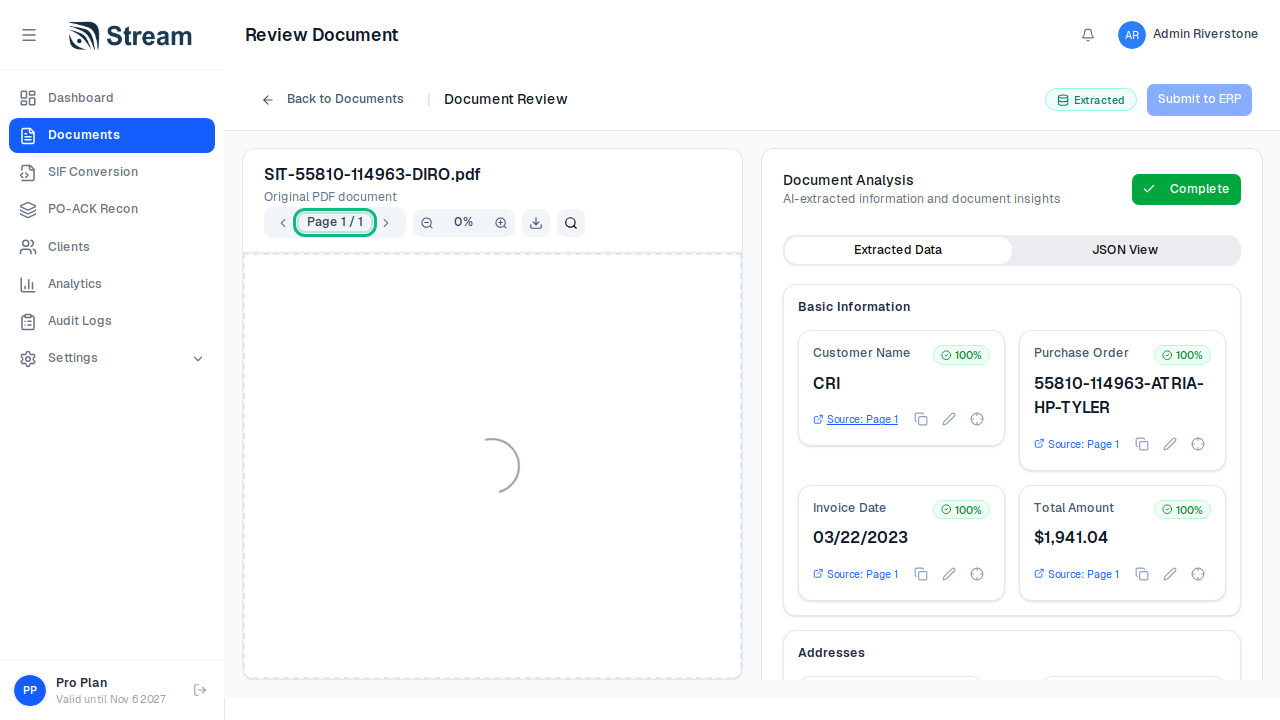 Stream
Review Document
AR
Admin Riverstone
Dashboard
Documents
SIF Conversion
PO-ACK Recon
Clients
Analytics
Audit Logs
Settings
PP
Pro Plan
Valid until Nov 6 2027
Back to Documents
Document Review
Extracted
Submit to ERP
SIT-55810-114963-DIRO.pdf
Original PDF document
Page 1 / 1
0%
Document Analysis
AI-extracted information and document insights
Complete
Extracted Data
JSON View
Basic Information
Customer Name
100%
CRI
Source: Page 1
Purchase Order
100%
55810-114963-ATRIA-
HP-TYLER
Source: Page 1
Invoice Date
100%
03/22/2023
Source: Page 1
Total Amount
100%
$1,941.04
Source: Page 1
Addresses